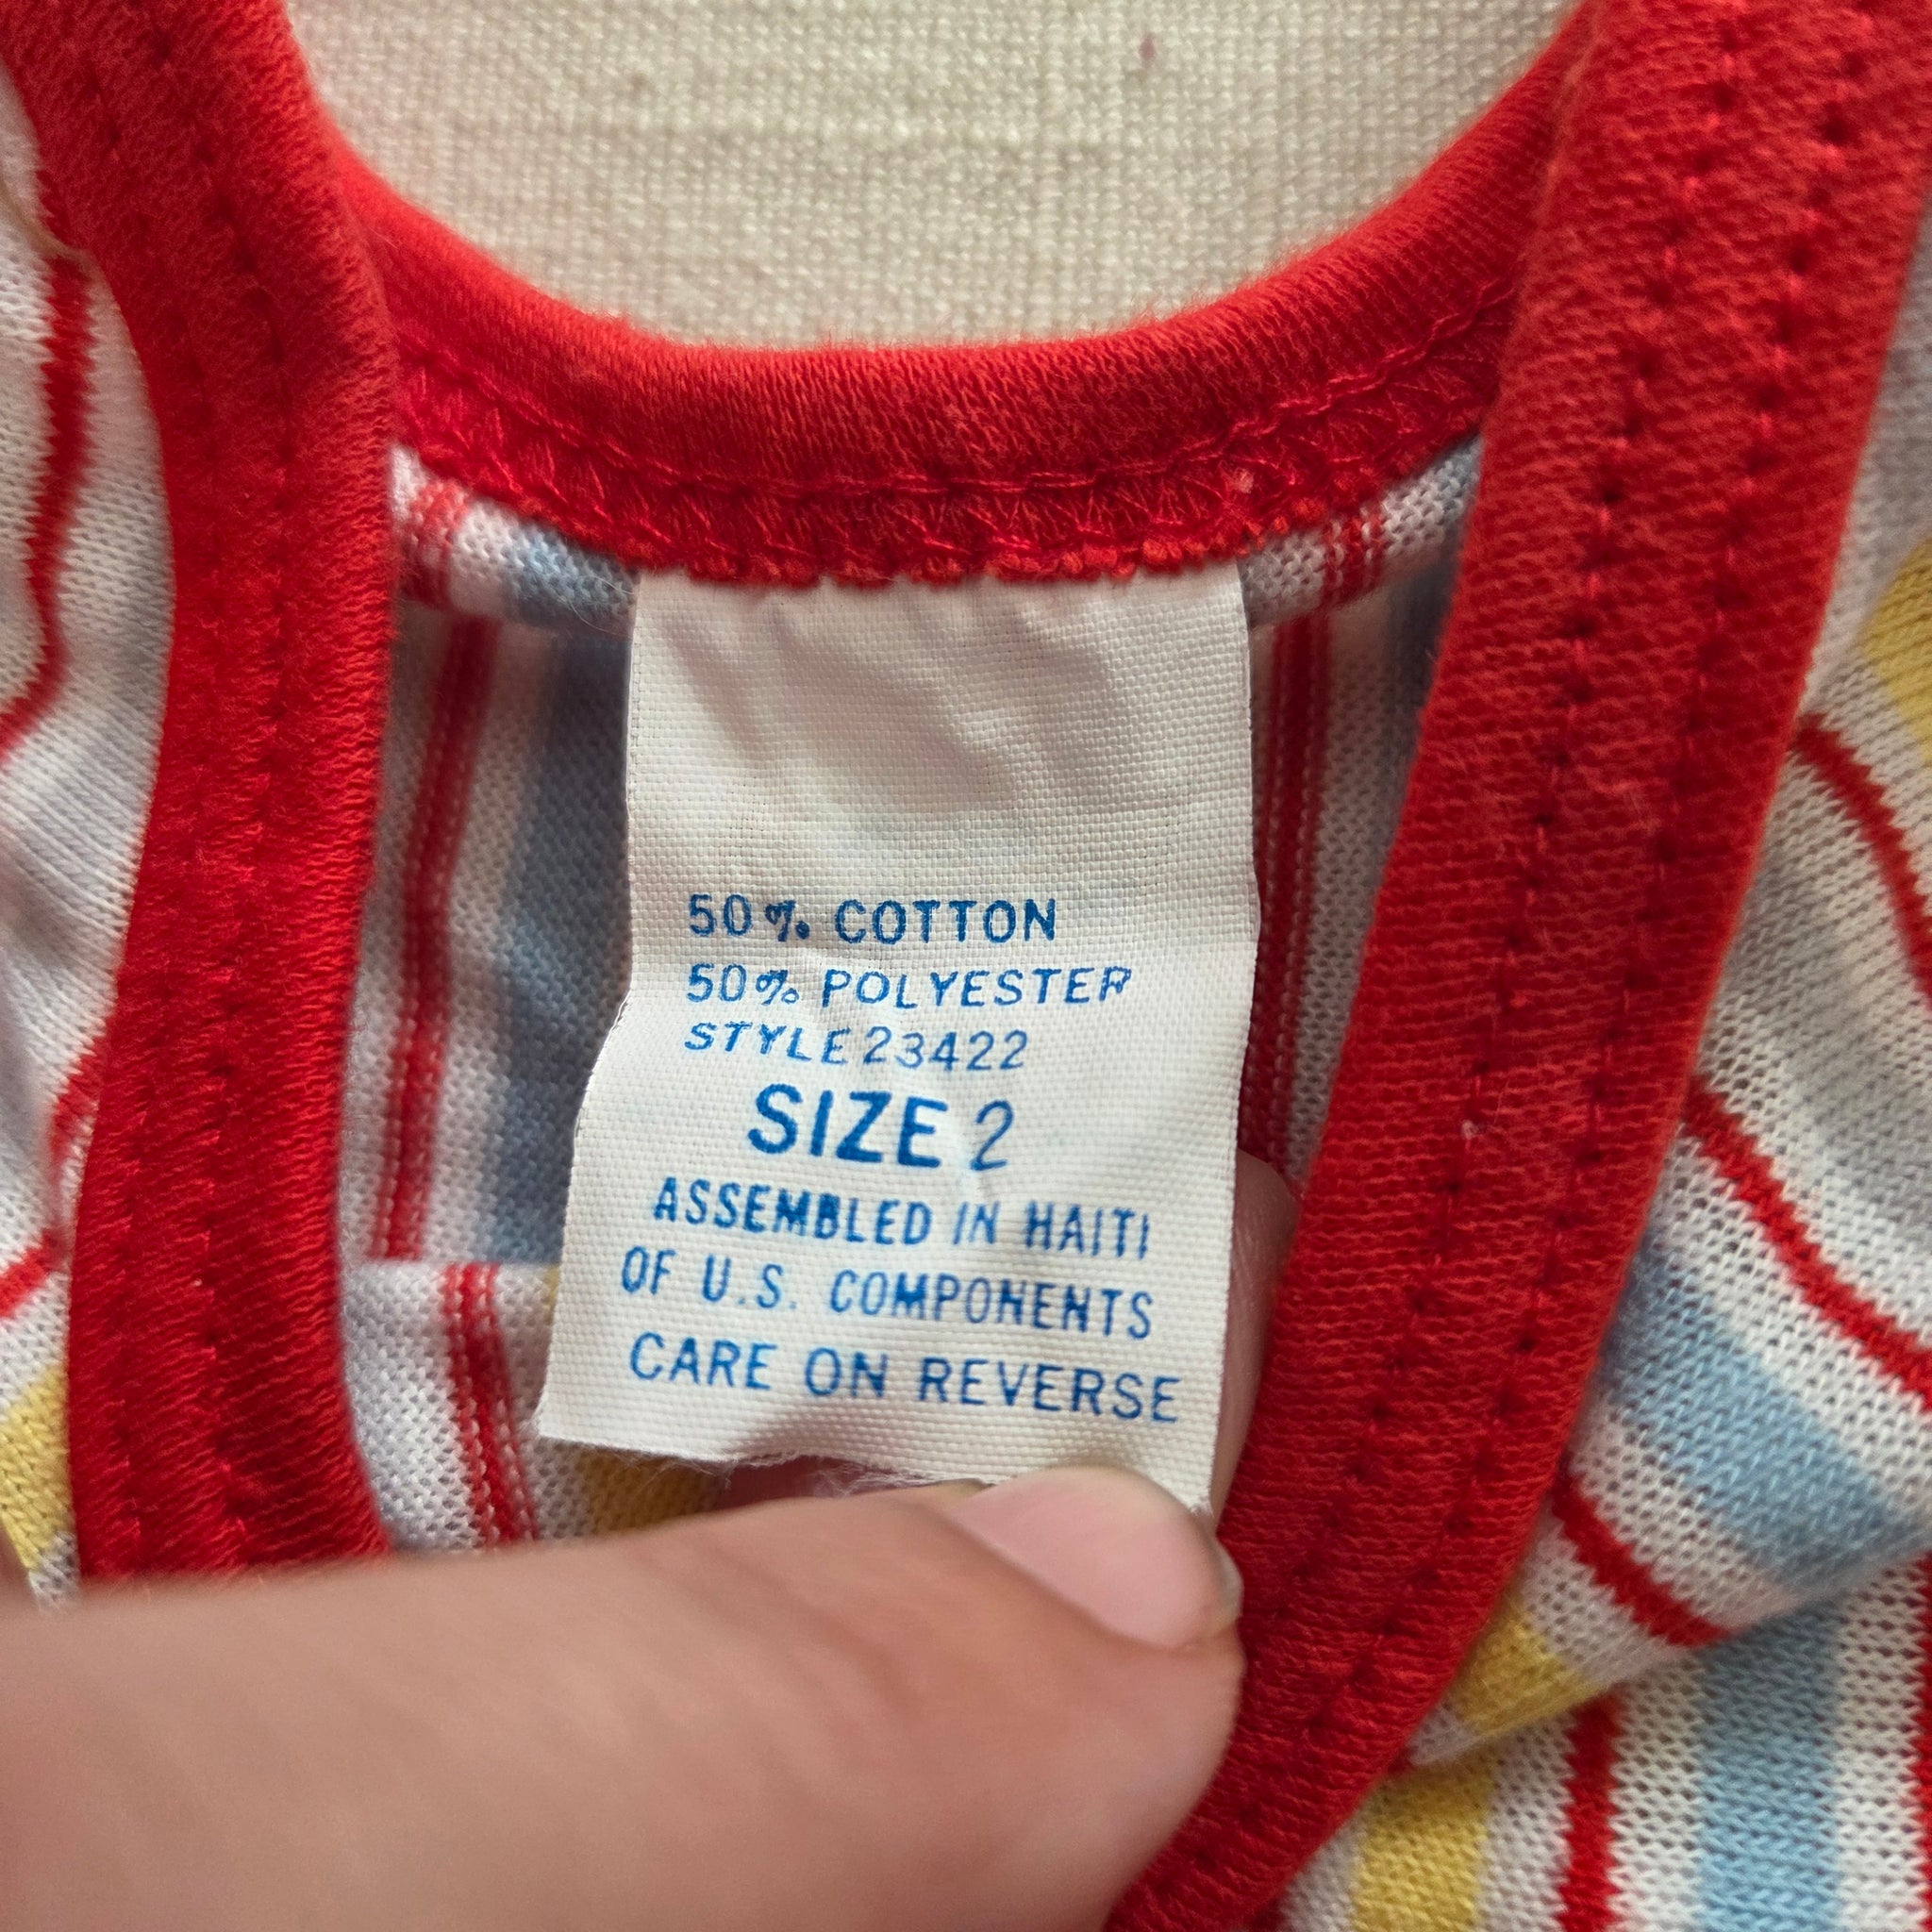 50% COTTON
50% POLYESTER
STYLE 23422
SIZE 2
ASSEMBLED IN HAITI
OF U.S. COMPONENTS
CARE ON REVERSE